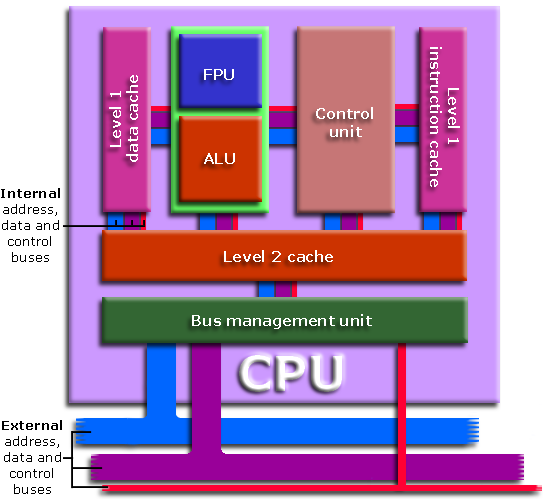 Level 1
data cache
FPU
ALU
Control
unit
Level 1
instruction cache
Internal
address,
data and
control
buses
Level 2 cache
Bus management unit
CPU
External
address,
data and
control
buses